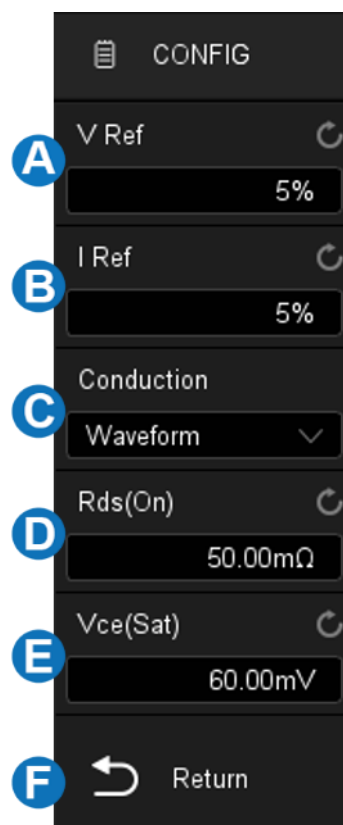 CONFIG
A
V Ref
5%
B
I Ref
5%
C
Conduction
Waveform
D
Rds(On)
50.00mΩ
E
Vce(Sat)
60.00mV
F
Return